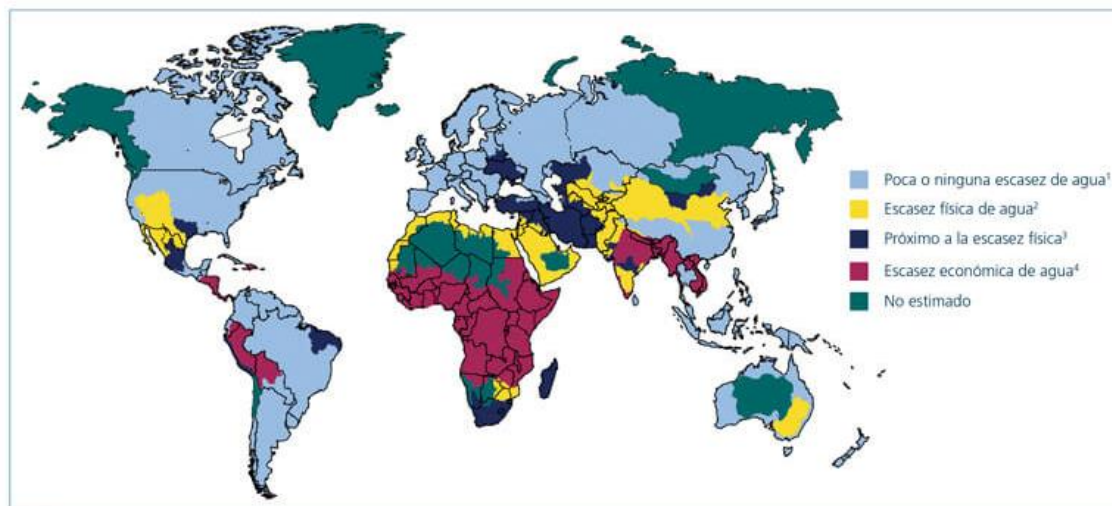 Poca o ninguna escasez de agua¹
Escasez física de agua²
Próximo a la escasez física³
Escasez económica de agua⁴
No estimado